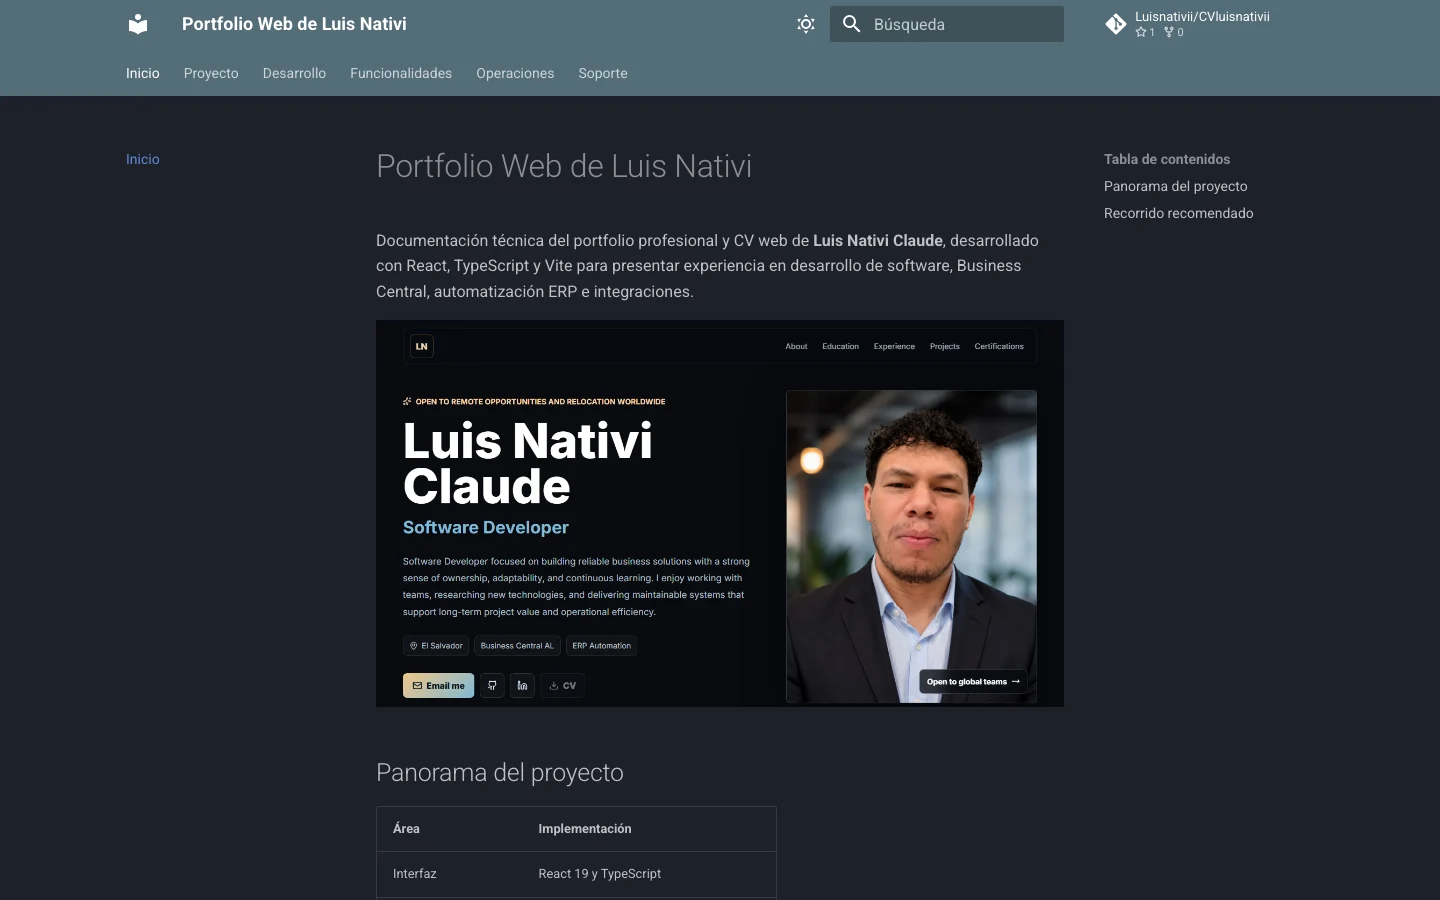 Portfolio Web de Luis Nativi
Búsqueda
Luisnativii/CVluisnativii
1 0
Inicio Proyecto Desarrollo Funcionalidades Operaciones Soporte
Inicio
Portfolio Web de Luis Nativi
Documentación técnica del portfolio profesional y CV web de Luis Nativi Claude, desarrollado
con React, TypeScript y Vite para presentar experiencia en desarrollo de software, Business
Central, automatización ERP e integraciones.
LN
About Education Experience Projects Certifications
OPEN TO REMOTE OPPORTUNITIES AND RELOCATION WORLDWIDE
Luis Nativi
Claude
Software Developer
Software Developer focused on building reliable business solutions with a strong
sense of ownership, adaptability, and continuous learning. I enjoy working with
teams, researching new technologies, and delivering maintainable systems that
support long-term project value and operational efficiency.
El Salvador Business Central AL ERP Automation
Email me in CV
Open to global teams →
Panorama del proyecto
Área Implementación
Interfaz React 19 y TypeScript
Tabla de contenidos
Panorama del proyecto
Recorrido recomendado